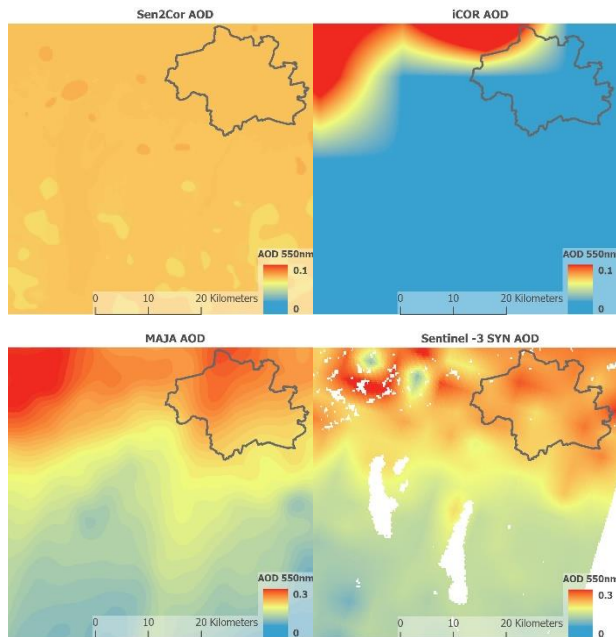 Sen2Cor AOD
iCOR AOD
AOD 550nm
0.1
0
0 10 20 Kilometers
AOD 550nm
0.1
0
0 10 20 Kilometers
MAJA AOD
Sentinel -3 SYN AOD
AOD 550nm
0.3
0
0 10 20 Kilometers
AOD 550nm
0.3
0
0 10 20 Kilometers